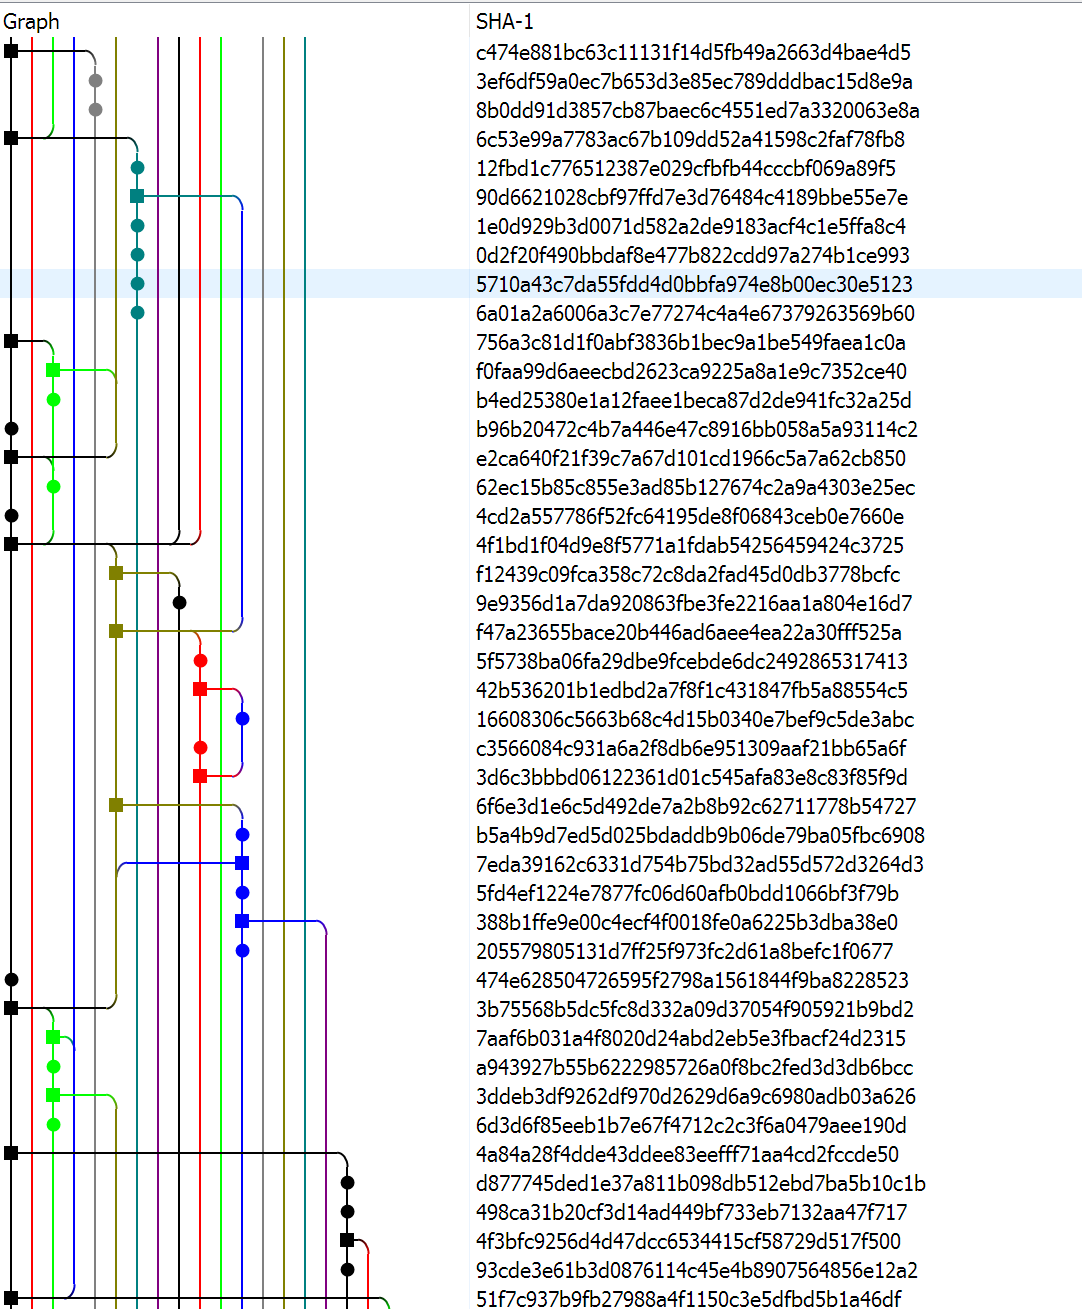 Graph SHA-1
c474e881bc63c11131f14d5fb49a2663d4bae4d5
3ef6df59a0ec7b653d3e85ec789dddbac15d8e9a
8b0dd91d3857cb87baec6c4551ed7a3320063e8a
6c53e99a7783ac67b109dd52a41598c2faf78fb8
12fbd1c776512387e029cfbfb44cccbf069a89f5
90d6621028cbf97ffd7e3d76484c4189bbe55e7e
1e0d929b3d0071d582a2de9183acf4c1e5ffa8c4
0d2f20f490bbdaf8e477b822cdd97a274b1ce993
5710a43c7da55fdd4d0bbfa974e8b00ec30e5123
6a01a2a6006a3c7e77274c4a4e67379263569b60
756a3c81d1f0abf3836b1bec9a1be549faea1c0a
f0faa99d6aeecbd2623ca9225a8a1e9c7352ce40
b4ed25380e1a12faee1beca87d2de941fc32a25d
b96b20472c4b7a446e47c8916bb058a5a93114c2
e2ca640f21f39c7a67d101cd1966c5a7a62cb850
62ec15b85c855e3ad85b127674c2a9a4303e25ec
4cd2a557786f52fc64195de8f06843ceb0e7660e
4f1bd1f04d9e8f5771a1fdab54256459424c3725
f12439c09fca358c72c8da2fad45d0db3778bcfc
9e9356d1a7da920863fbe3fe2216aa1a804e16d7
f47a23655bace20b446ad6aee4ea22a30fff525a
5f5738ba06fa29dbe9fcebde6dc2492865317413
42b536201b1edbd2a7f8f1c431847fb5a88554c5
16608306c5663b68c4d15b0340e7bef9c5de3abc
c3566084c931a6a2f8db6e951309aaf21bb65a6f
3d6c3bbbd06122361d01c545afa83e8c83f85f9d
6f6e3d1e6c5d492de7a2b8b92c62711778b54727
b5a4b9d7ed5d025bdaddb9b06de79ba05fbc6908
7eda39162c6331d754b75bd32ad55d572d3264d3
5fd4ef1224e7877fc06d60afb0bdd1066bf3f79b
388b1ffe9e00c4ecf4f0018fe0a6225b3dba38e0
205579805131d7ff25f973fc2d61a8befc1f0677
474e628504726595f2798a1561844f9ba8228523
3b75568b5dc5fc8d332a09d37054f905921b9bd2
7aaf6b031a4f8020d24abd2eb5e3fbacf24d2315
a943927b55b6222985726a0f8bc2fed3d3db6bcc
3ddeb3df9262df970d2629d6a9c6980adb03a626
6d3d6f85eeb1b7e67f4712c2c3f6a0479aee190d
4a84a28f4dde43ddee83eefff71aa4cd2fccde50
d877745ded1e37a811b098db512ebd7ba5b10c1b
498ca31b20cf3d14ad449bf733eb7132aa47f717
4f3bfc9256d4d47dcc6534415cf58729d517f500
93cde3e61b3d0876114c45e4b8907564856e12a2
51f7c937b9fb27988a4f1150c3e5dfbd5b1a46df